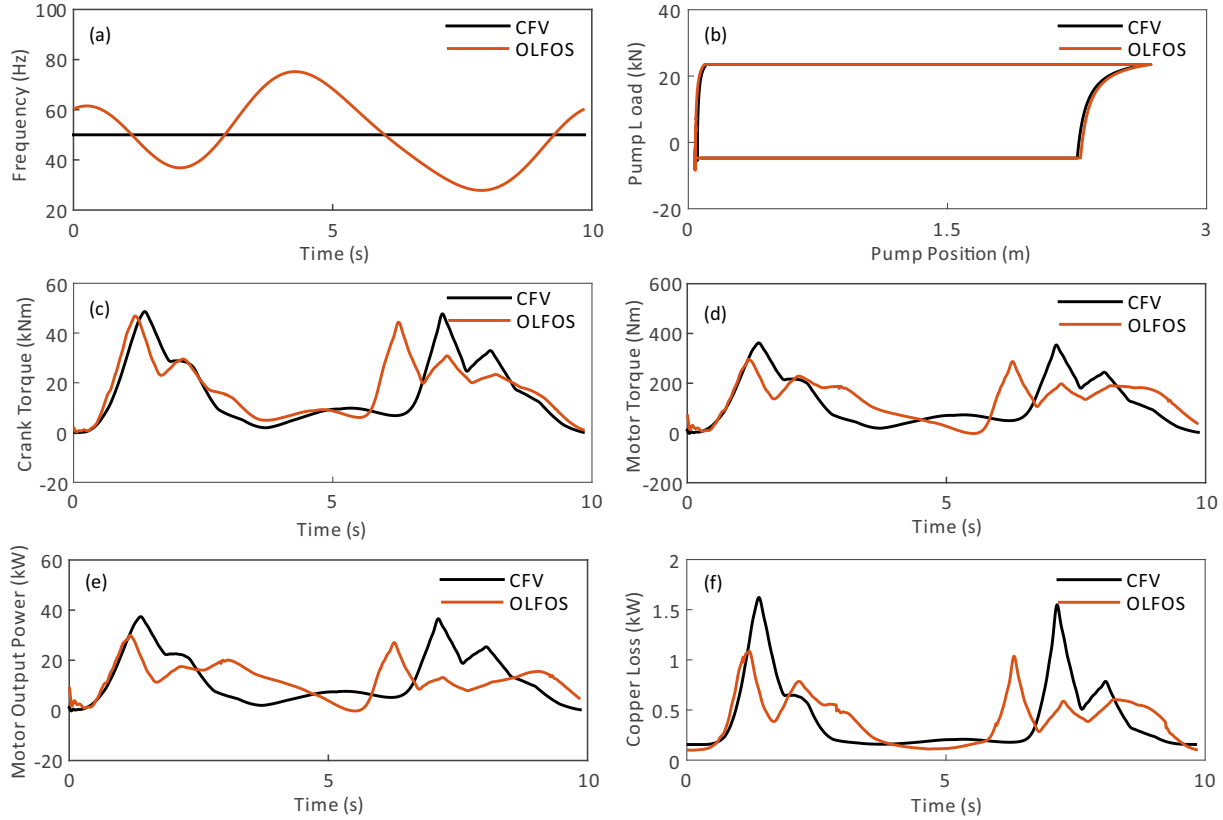 100
80
60
40
20
Frequency (Hz)
(a)
CFV
OLFOS
0
5
10
Time (s)
40
20
0
-20
Pump Load (kN)
(b)
CFV
OLFOS
0
1.5
3
Pump Position (m)
60
40
20
0
-20
Crank Torque (kNm)
(c)
CFV
OLFOS
0
5
10
Time (s)
600
400
200
0
-200
Motor Torque (Nm)
(d)
CFV
OLFOS
0
5
10
Time (s)
60
40
20
0
-20
Motor Output Power (kW)
(e)
CFV
OLFOS
0
5
10
Time (s)
2
1.5
1
0.5
0
Copper Loss (kW)
(f)
CFV
OLFOS
0
5
10
Time (s)